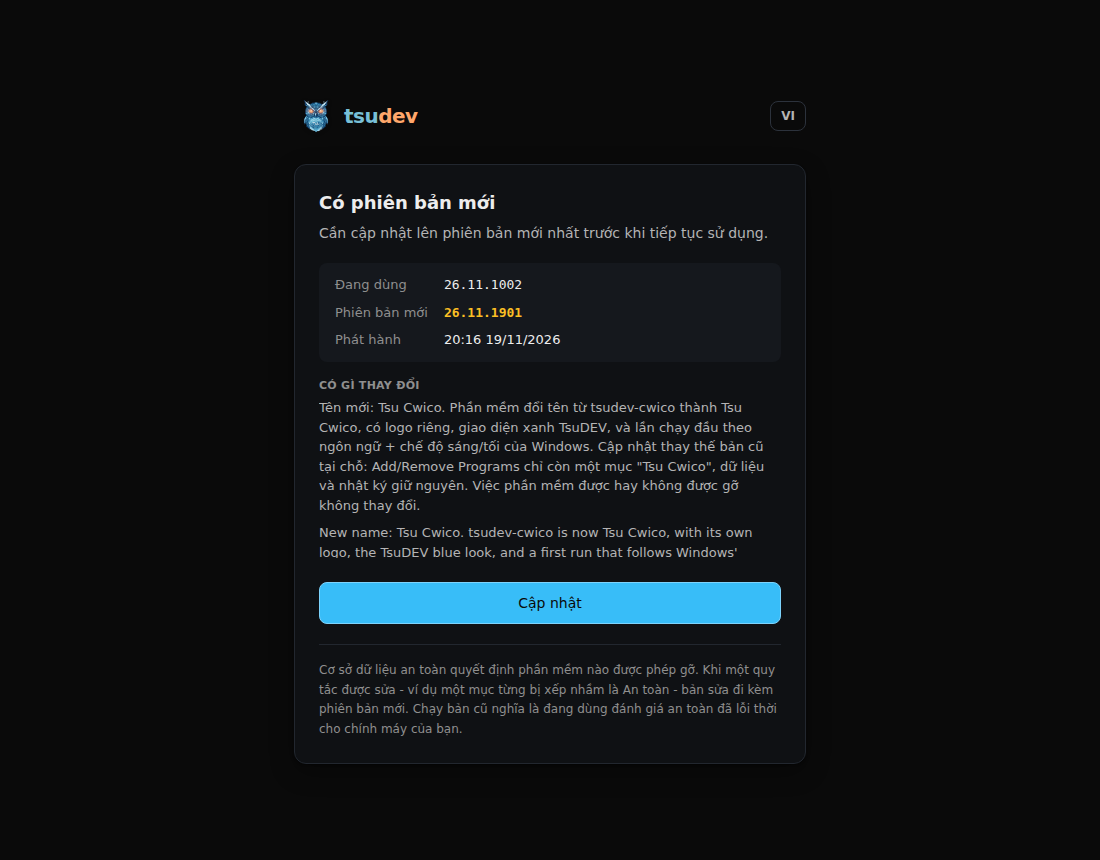 tsudev
VI
Có phiên bản mới
Cần cập nhật lên phiên bản mới nhất trước khi tiếp tục sử dụng.
Đang dùng 26.11.1002
Phiên bản mới 26.11.1901
Phát hành 20:16 19/11/2026
CÓ GÌ THAY ĐỔI
Tên mới: Tsu Cwico. Phần mềm đổi tên từ tsudev-cwico thành Tsu
Cwico, có logo riêng, giao diện xanh TsuDEV, và lần chạy đầu theo
ngôn ngữ + chế độ sáng/tối của Windows. Cập nhật thay thế bản cũ
tại chỗ: Add/Remove Programs chỉ còn một mục "Tsu Cwico", dữ liệu
và nhật ký giữ nguyên. Việc phần mềm được hay không được gỡ
không thay đổi.
New name: Tsu Cwico. tsudev-cwico is now Tsu Cwico, with its own
logo, the TsuDEV blue look, and a first run that follows Windows'
Cập nhật
Cơ sở dữ liệu an toàn quyết định phần mềm nào được phép gỡ. Khi một quy
tắc được sửa - ví dụ một mục từng bị xếp nhầm là An toàn - bản sửa đi kèm
phiên bản mới. Chạy bản cũ nghĩa là đang dùng đánh giá an toàn đã lỗi thời
cho chính máy của bạn.